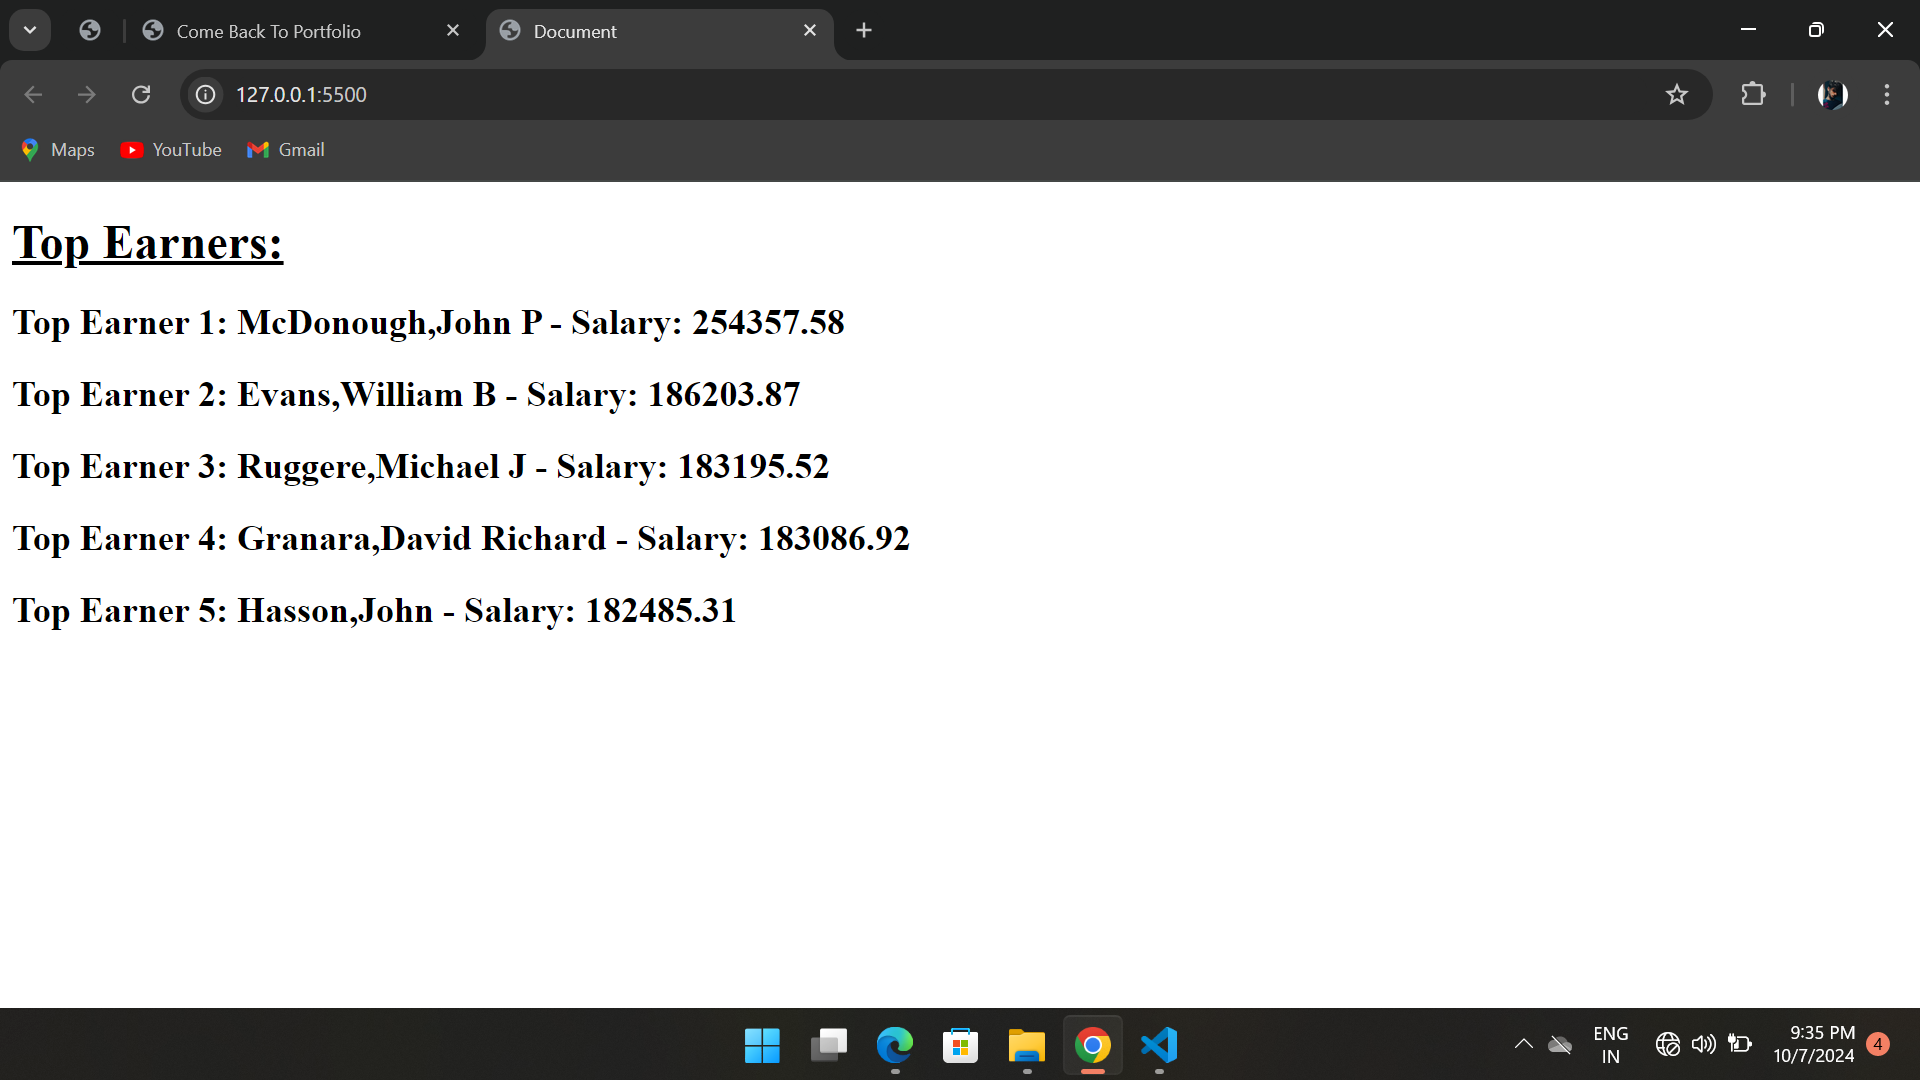 Come Back To Portfolio
Document
127.0.0.1:5500
Maps
YouTube
Gmail
Top Earners:
Top Earner 1: McDonough,John P - Salary: 254357.58
Top Earner 2: Evans,William B - Salary: 186203.87
Top Earner 3: Ruggere,Michael J - Salary: 183195.52
Top Earner 4: Granara,David Richard - Salary: 183086.92
Top Earner 5: Hasson,John - Salary: 182485.31
ENG
IN
9:35 PM
10/7/2024
4